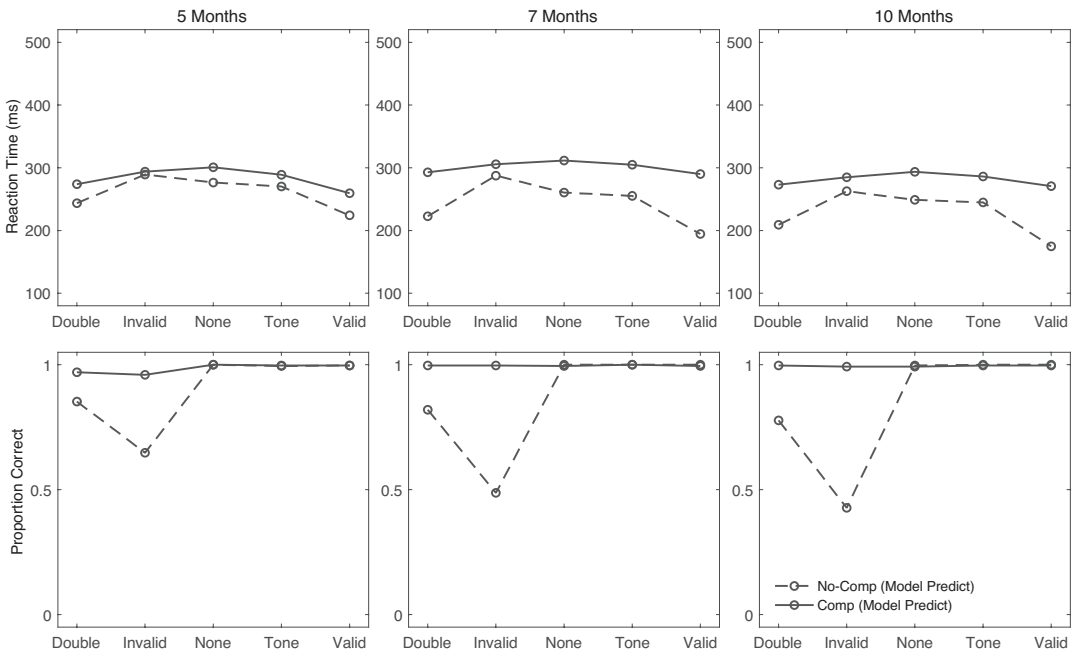 5 Months
7 Months
10 Months
Reaction Time (ms)
500
400
300
200
100
Double Invalid None Tone Valid
500
400
300
200
100
Double Invalid None Tone Valid
500
400
300
200
100
Double Invalid None Tone Valid
Proportion Correct
1
0.5
0
Double Invalid None Tone Valid
1
0.5
0
Double Invalid None Tone Valid
1
0.5
0
Double Invalid None Tone Valid
No-Comp (Model Predict)
Comp (Model Predict)